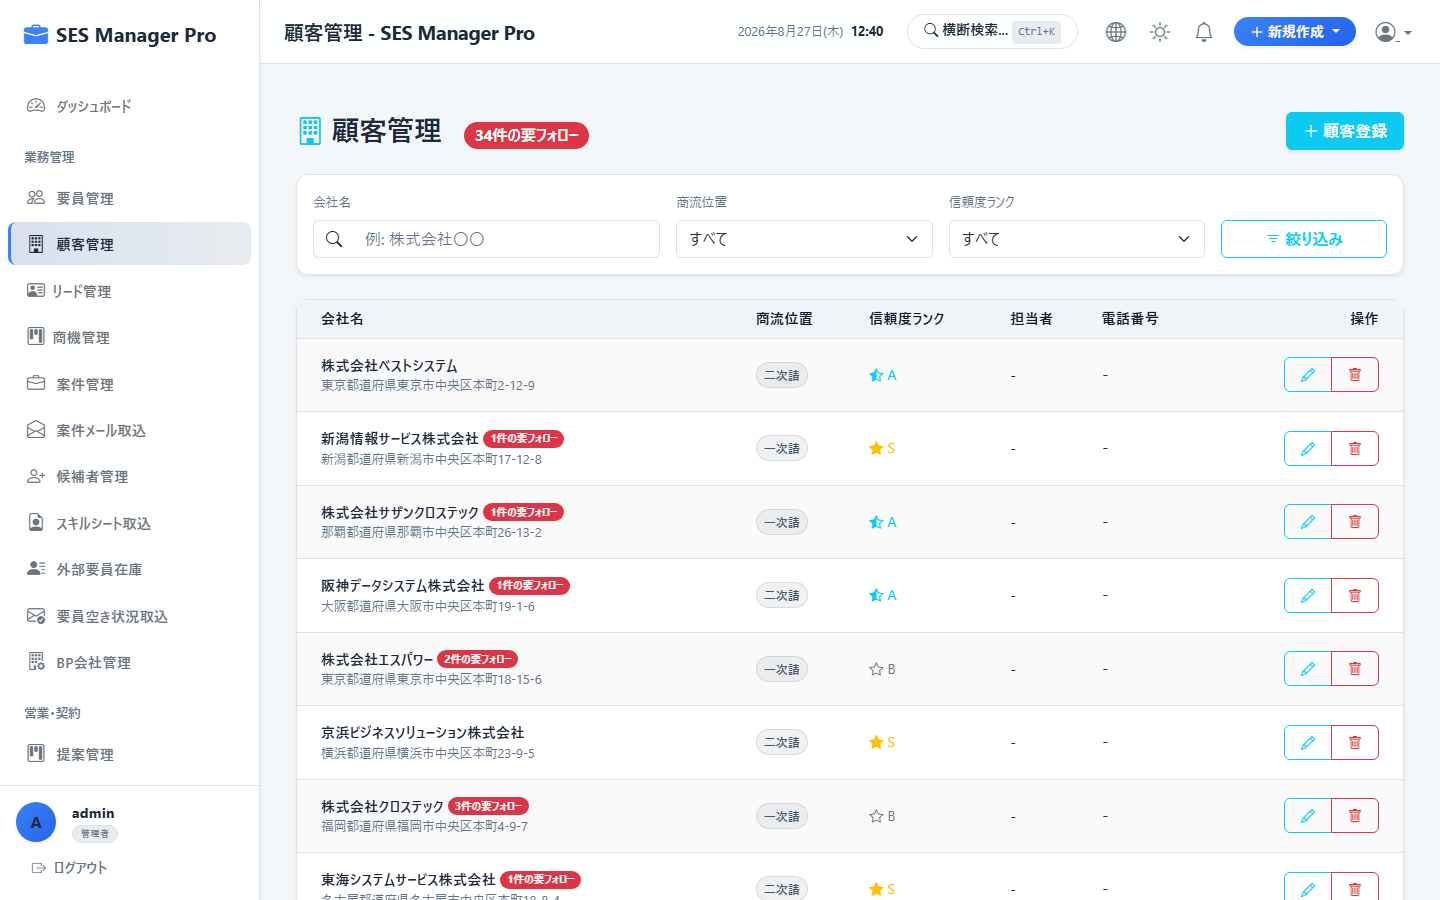 SES Manager Pro
ダッシュボード
業務管理
要員管理
顧客管理
リード管理
商機管理
案件管理
案件メール取込
候補者管理
スキルシート取込
外部要員在庫
要員空き状況取込
BP会社管理
営業・契約
提案管理
A
admin
管理者
ログアウト
顧客管理 - SES Manager Pro
2026年8月27日(木) 12:40
横断検索... Ctrl+K
新規作成
顧客管理
34件の要フォロー
顧客登録
会社名
商流位置
信頼度ランク
例: 株式会社〇〇
すべて
すべて
絞り込み
会社名 商流位置 信頼度ランク 担当者 電話番号 操作
株式会社ベストシステム
東京都道府県東京市中央区本町2-12-9
二次請 A - -
新潟情報サービス株式会社 1件の要フォロー
新潟都道府県新潟市中央区本町17-12-8
一次請 S - -
株式会社サザンクロステック 1件の要フォロー
那覇都道府県那覇市中央区本町26-13-2
一次請 A - -
阪神データシステム株式会社 1件の要フォロー
大阪都道府県大阪市中央区本町19-1-6
二次請 A - -
株式会社エスパワー 2件の要フォロー
東京都道府県東京市中央区本町18-15-6
一次請 B - -
京浜ビジネスソリューション株式会社
横浜都道府県横浜市中央区本町23-9-5
二次請 S - -
株式会社クロステック 3件の要フォロー
福岡都道府県福岡市中央区本町4-9-7
一次請 B - -
東海システムサービス株式会社 1件の要フォロー
名古屋都道府県名古屋市中央区本町18-8-4
二次請 S - -